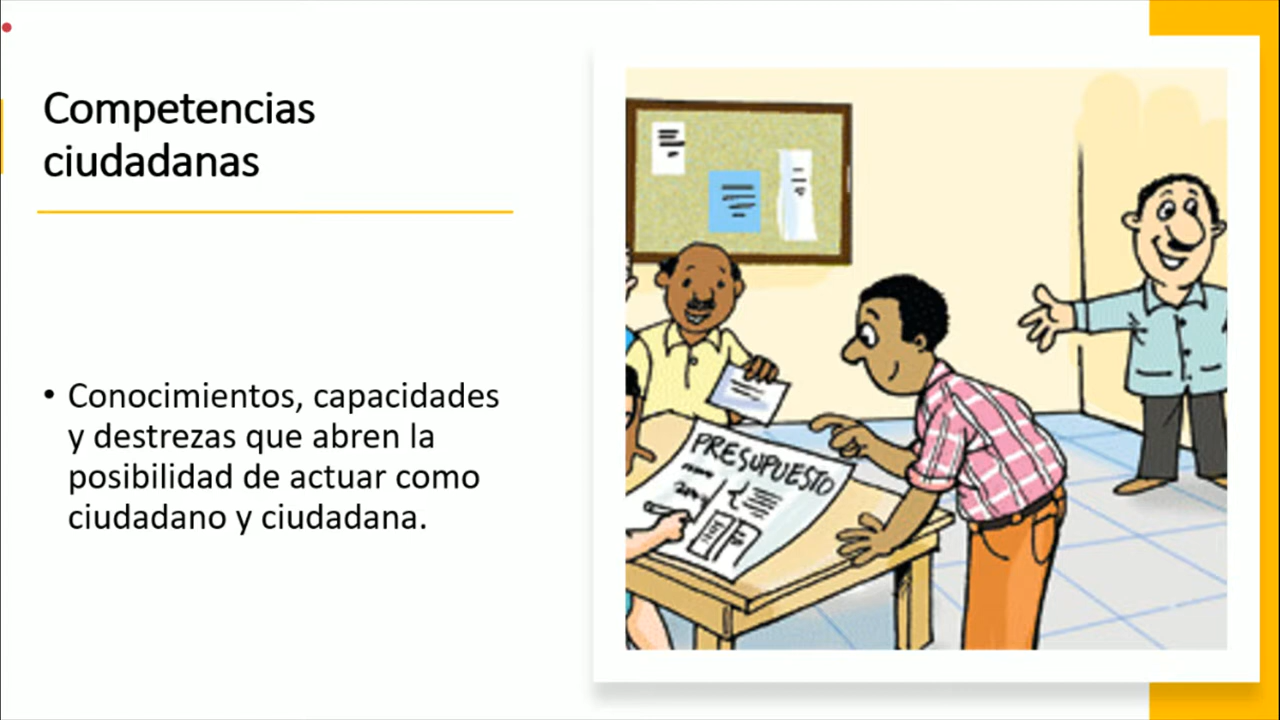 Competencias
ciudadanas
• Conocimientos, capacidades
y destrezas que abren la
posibilidad de actuar como
ciudadano y ciudadana.
PRESUPUESTO